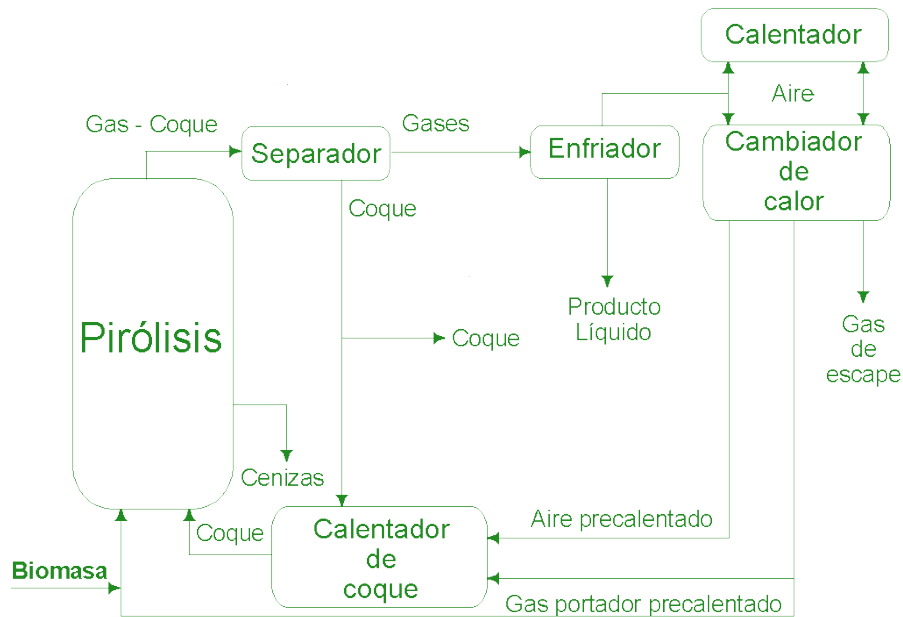 Calentador
Aire
Gas - Coque
Gases
Separador
Enfriador
Cambiador
de
calor
Coque
Producto
Líquido
Pirólisis
Coque
Gas
de
escape
Cenizas
Aire precalentado
Calentador
de
coque
Coque
Biomasa
Gas portador precalentado